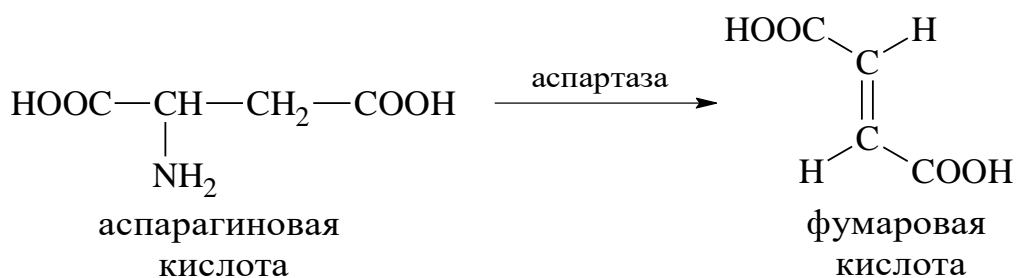 HOOC H
C
аспартаза
HOOC—CH—CH₂—COOH
C
NH₂
H COOH
аспарагиновая
кислота
фумаровая
кислота